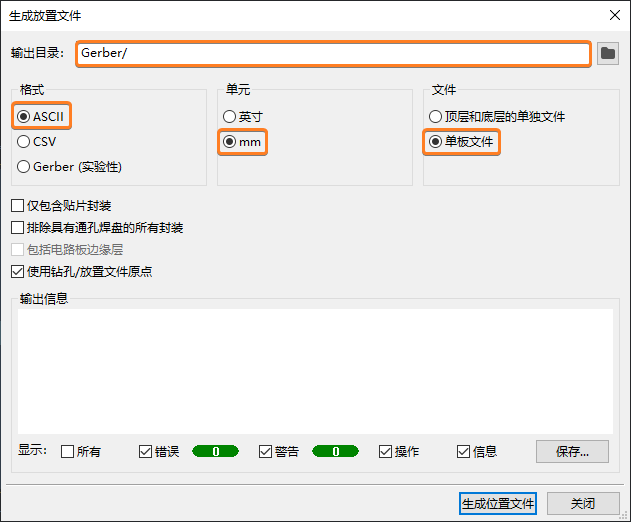 生成放置文件
输出目录: Gerber/
格式 单元 文件
ASCII 英寸 顶层和底层的单独文件
CSV mm 单板文件
Gerber (实验性)
仅包含贴片封装
排除具有通孔焊盘的所有封装
包括电路板边缘层
使用钻孔/放置文件原点
输出信息
显示: 所有 错误 0 警告 0 操作 信息 保存...
生成位置文件 关闭